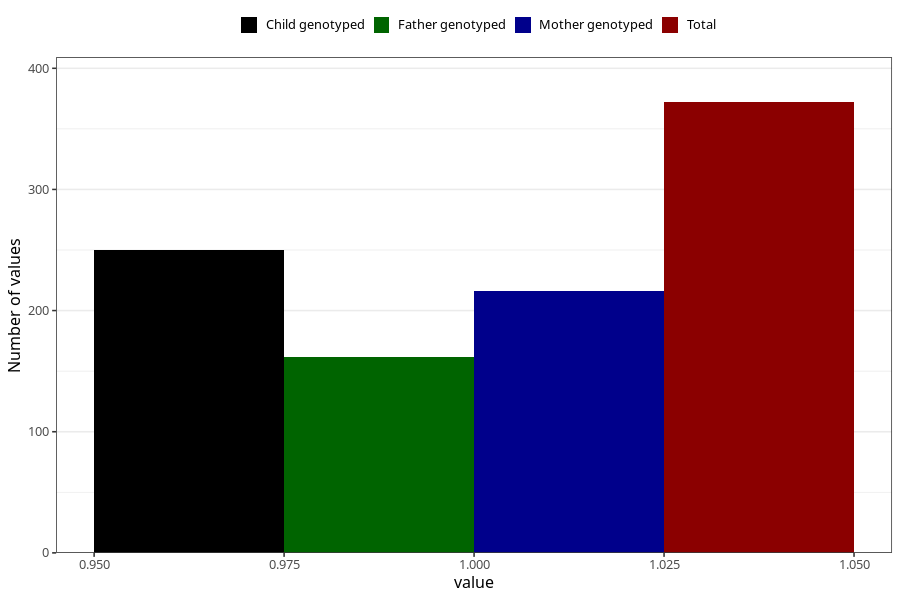 Child genotyped Father genotyped Mother genotyped Total
400
300
200
100
0
Number of values
0.950 0.975 1.000 1.025 1.050
value